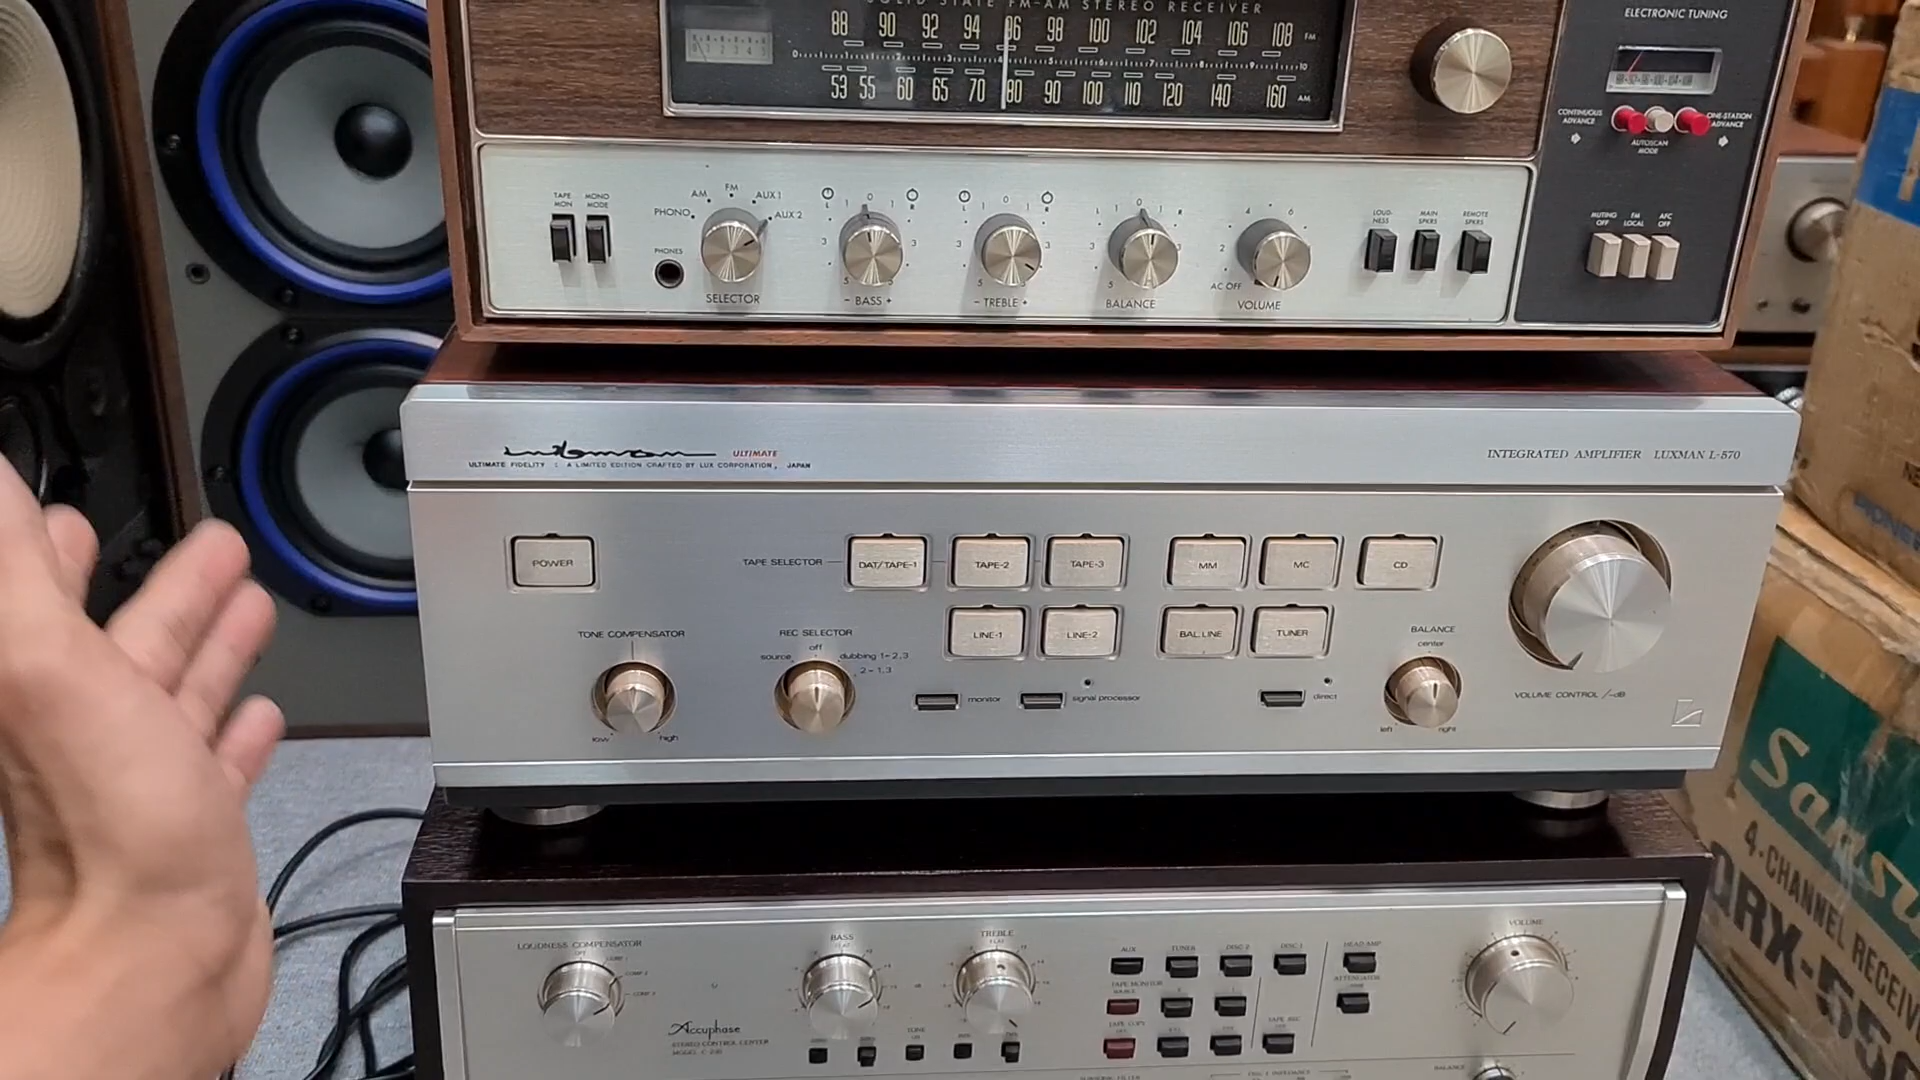 SOLID STATE FM-AM STEREO RECEIVER
88 90 92 94 96 98 100 102 104 106 108 FM
53 55 60 65 70 80 90 100 110 120 140 160 AM
ELECTRONIC TUNING
CONTINUOUS ADVANCE
ONE-STATION ADVANCE
AUTOSCAN MODE
TAPE MON
MONO MODE
PHONO AM FM AUX 1 AUX 2
PHONES
SELECTOR
- BASS +
- TREBLE +
BALANCE
AC OFF
VOLUME
LOUD-NESS
MAIN SPKRS
REMOTE SPKRS
MUTING OFF
FM LOCAL
AFC OFF
ULTIMATE
ULTIMATE FIDELITY : A LIMITED EDITION CRAFTED BY LUX CORPORATION, JAPAN
INTEGRATED AMPLIFIER LUXMAN L-570
POWER
TAPE SELECTOR
DAT/TAPE-1 TAPE-2 TAPE-3 MM MC CD
LINE-1 LINE-2 BAL.LINE TUNER
TONE COMPENSATOR
low high
REC SELECTOR
source off dubbing 1-2,3
2-1,3
monitor
signal processor
direct
BALANCE
center
left right
VOLUME CONTROL /-dB
Sansui
4-CHANNEL RECEIVER
QRX-55
LOUDNESS COMPENSATOR
BASS
TREBLE
Accuphase
STEREO CONTROL CENTER
AUX TUNER DISC 2 DISC 1 HEAD AMP
ATTENUATOR
TAPE MONITOR
TAPE COPY
TAPE REC
TONE
VOLUME
BALANCE